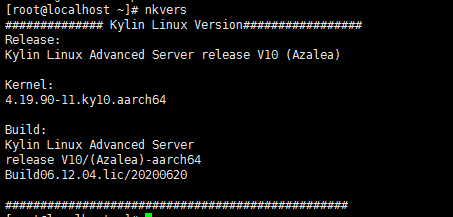 [root@localhost ~]# nkvers
############## Kylin Linux Version#################
Release:
Kylin Linux Advanced Server release V10 (Azalea)
Kernel:
4.19.90-11.ky10.aarch64
Build:
Kylin Linux Advanced Server
release V10/(Azalea)-aarch64
Build06.12.04.lic/20200620
#################################################
[root@localhost ~]#